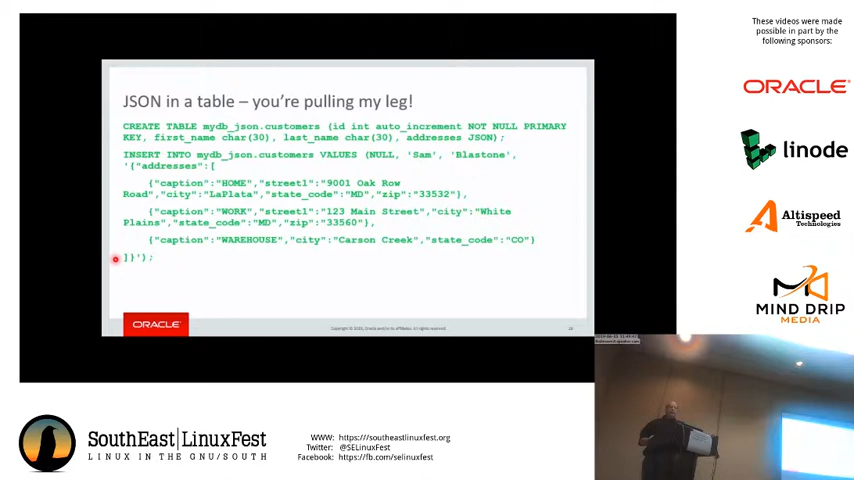 These videos were made
possible in part by the
following sponsors:
ORACLE
linode
Altispeed
Technologies
MIND DRIP
MEDIA
JSON in a table – you're pulling my leg!
CREATE TABLE mydb_json.customers (id int auto_increment NOT NULL PRIMARY
KEY, first_name char(30), last_name char(30), addresses JSON);
INSERT INTO mydb_json.customers VALUES (NULL, 'Sam', 'Blastone',
'{"addresses":[
{"caption":"HOME","street1":"9001 Oak Row
Road","city":"LaPlata","state_code":"MD","zip":"33532"},
{"caption":"WORK","street1":"123 Main Street","city":"White
Plains","state_code":"MD","zip":"33560"},
{"caption":"WAREHOUSE","city":"Carson Creek","state_code":"CO"}
]}');
ORACLE
SouthEast|LinuxFest
LINUX IN THE GNU/SOUTH
WWW: https:///southeastlinuxfest.org
Twitter: @SELinuxFest
Facebook: https://fb.com/selinuxfest